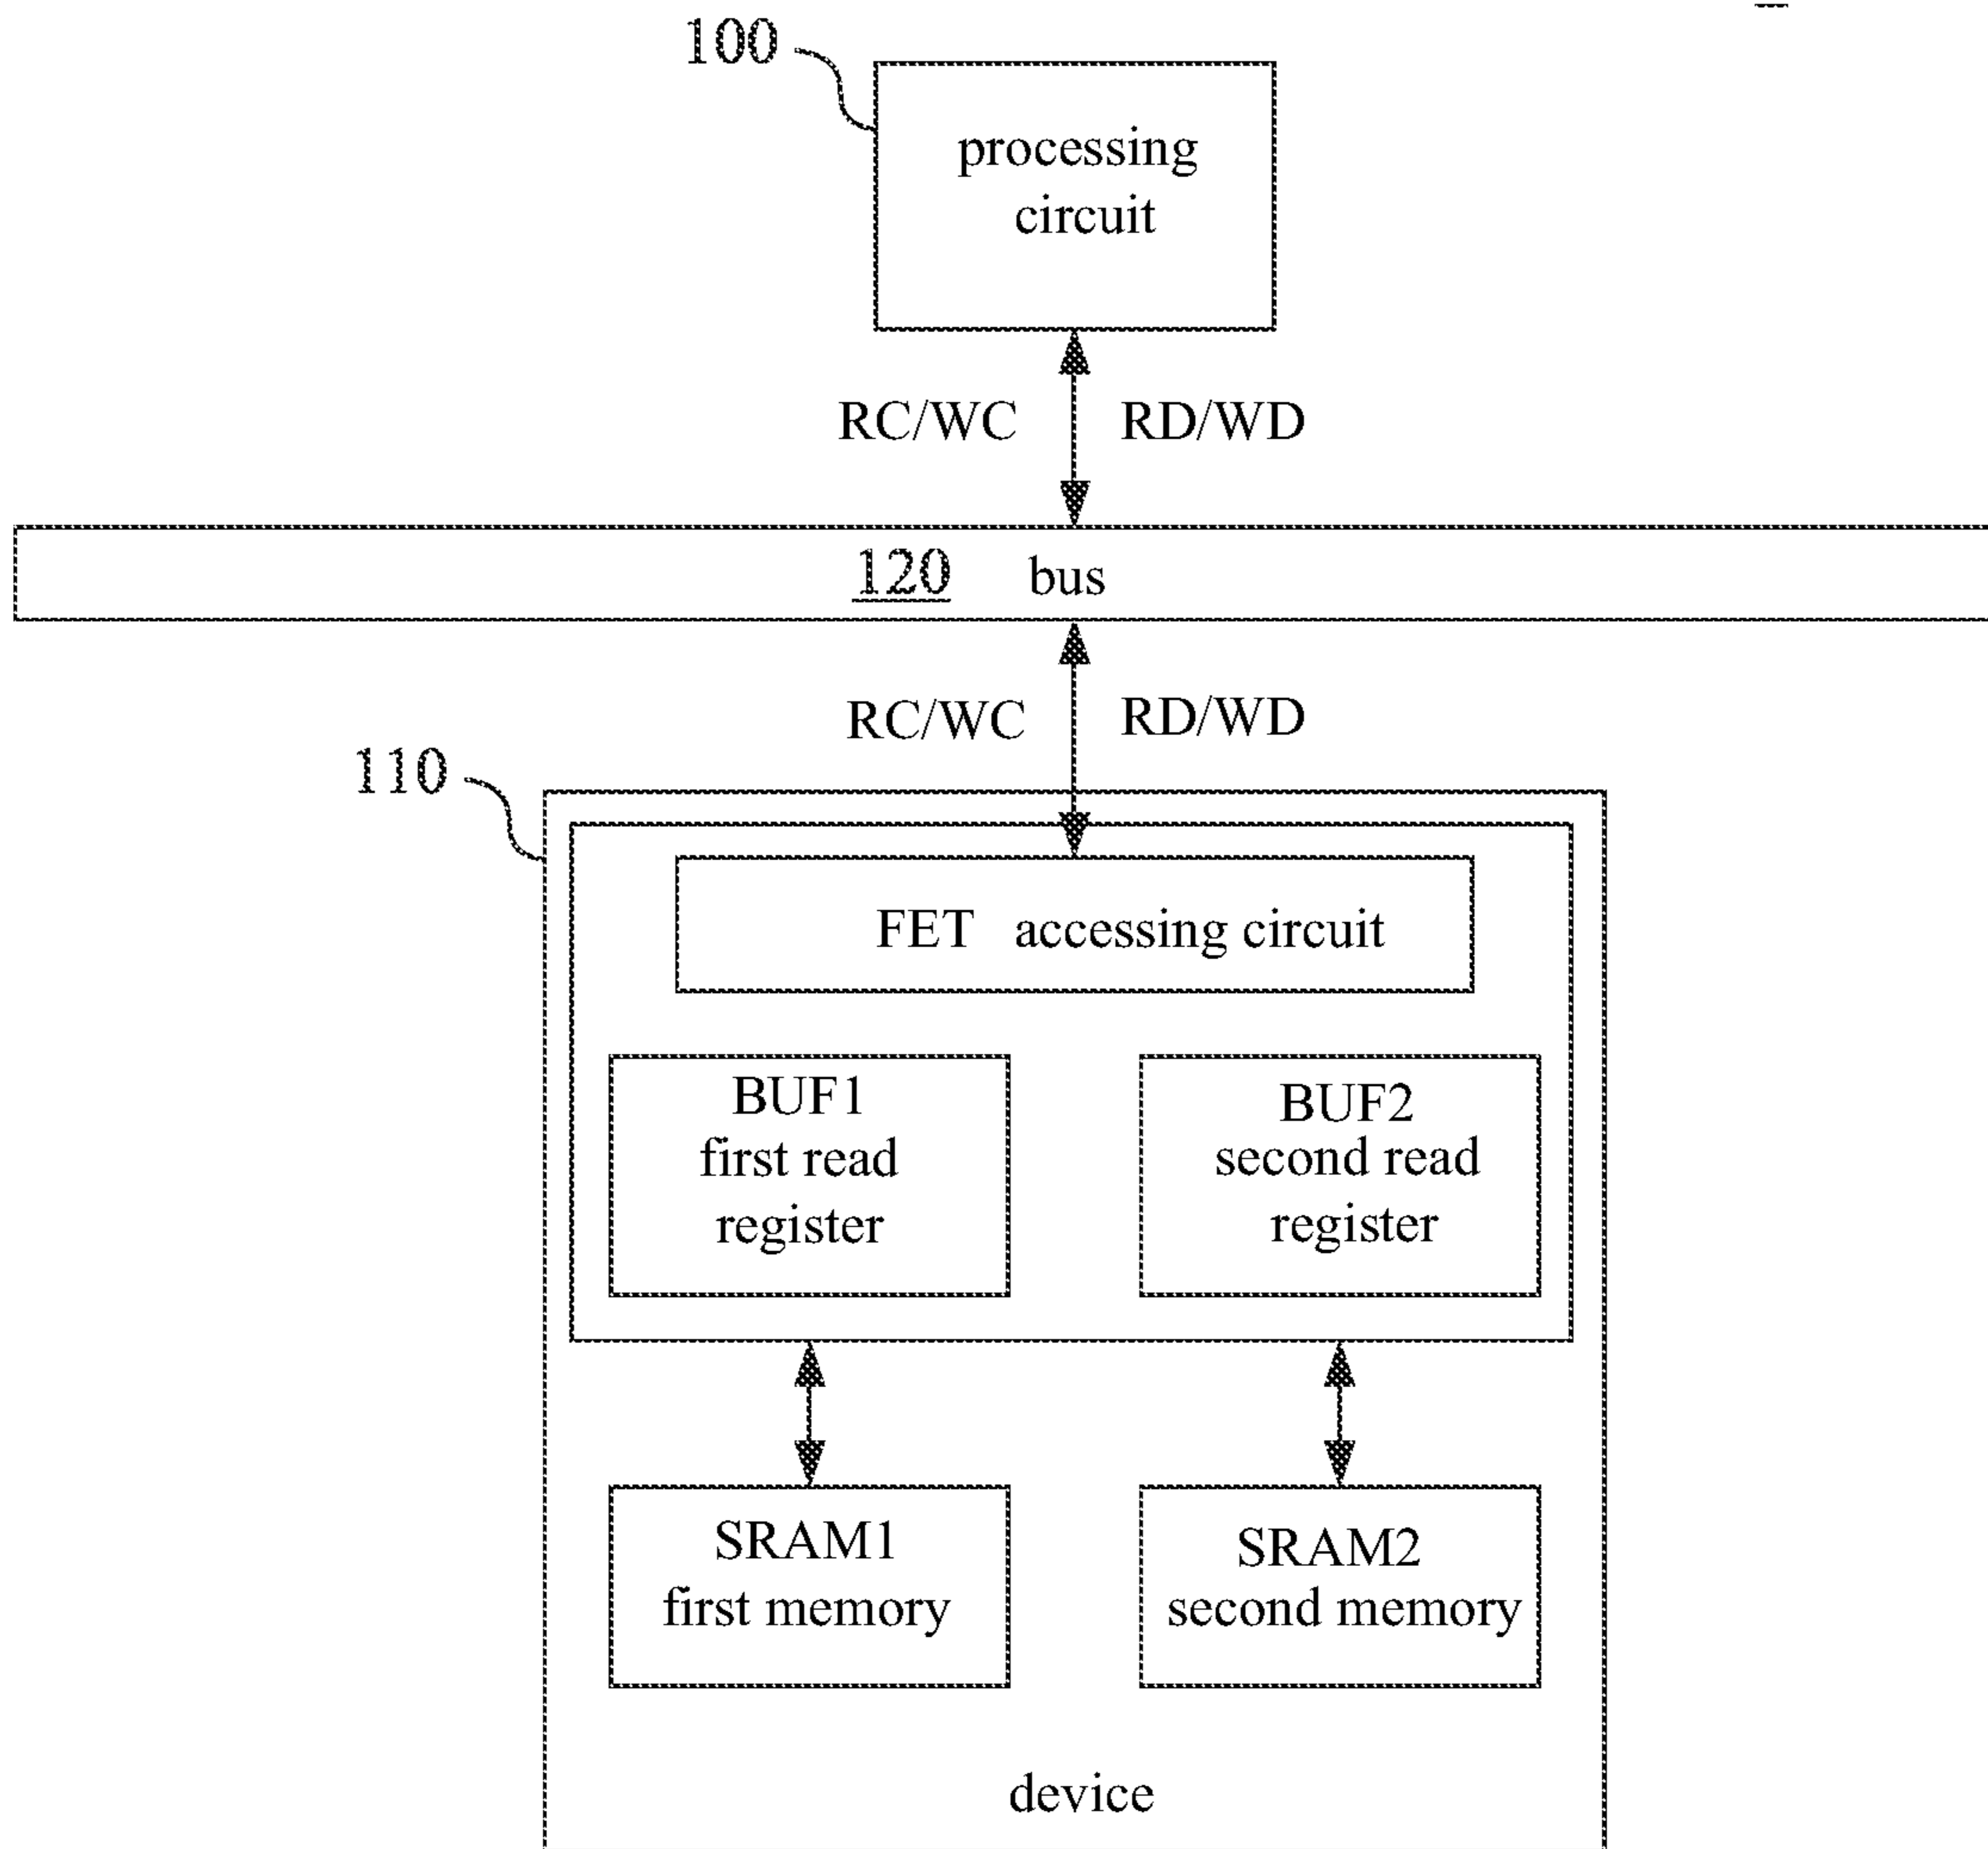 100
processing
circuit
RC/WC RD/WD
120 bus
RC/WC RD/WD
110
FET accessing circuit
BUF1
first read
register
BUF2
second read
register
SRAM1
first memory
SRAM2
second memory
device